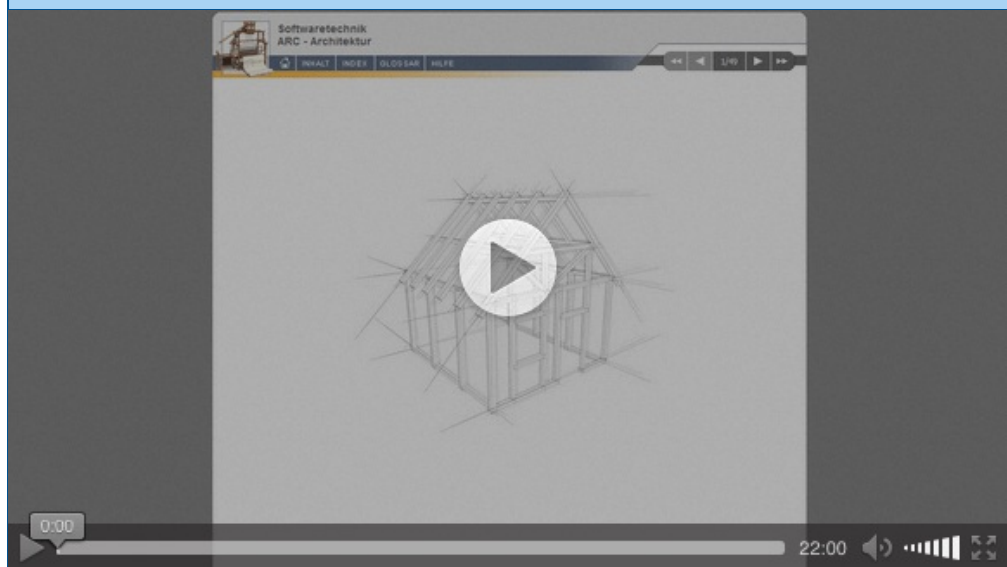 Softwaretechnik
ARC - Architektur
INHALT INDEX GLOSSAR HILFE
1/49
0:00
22:00